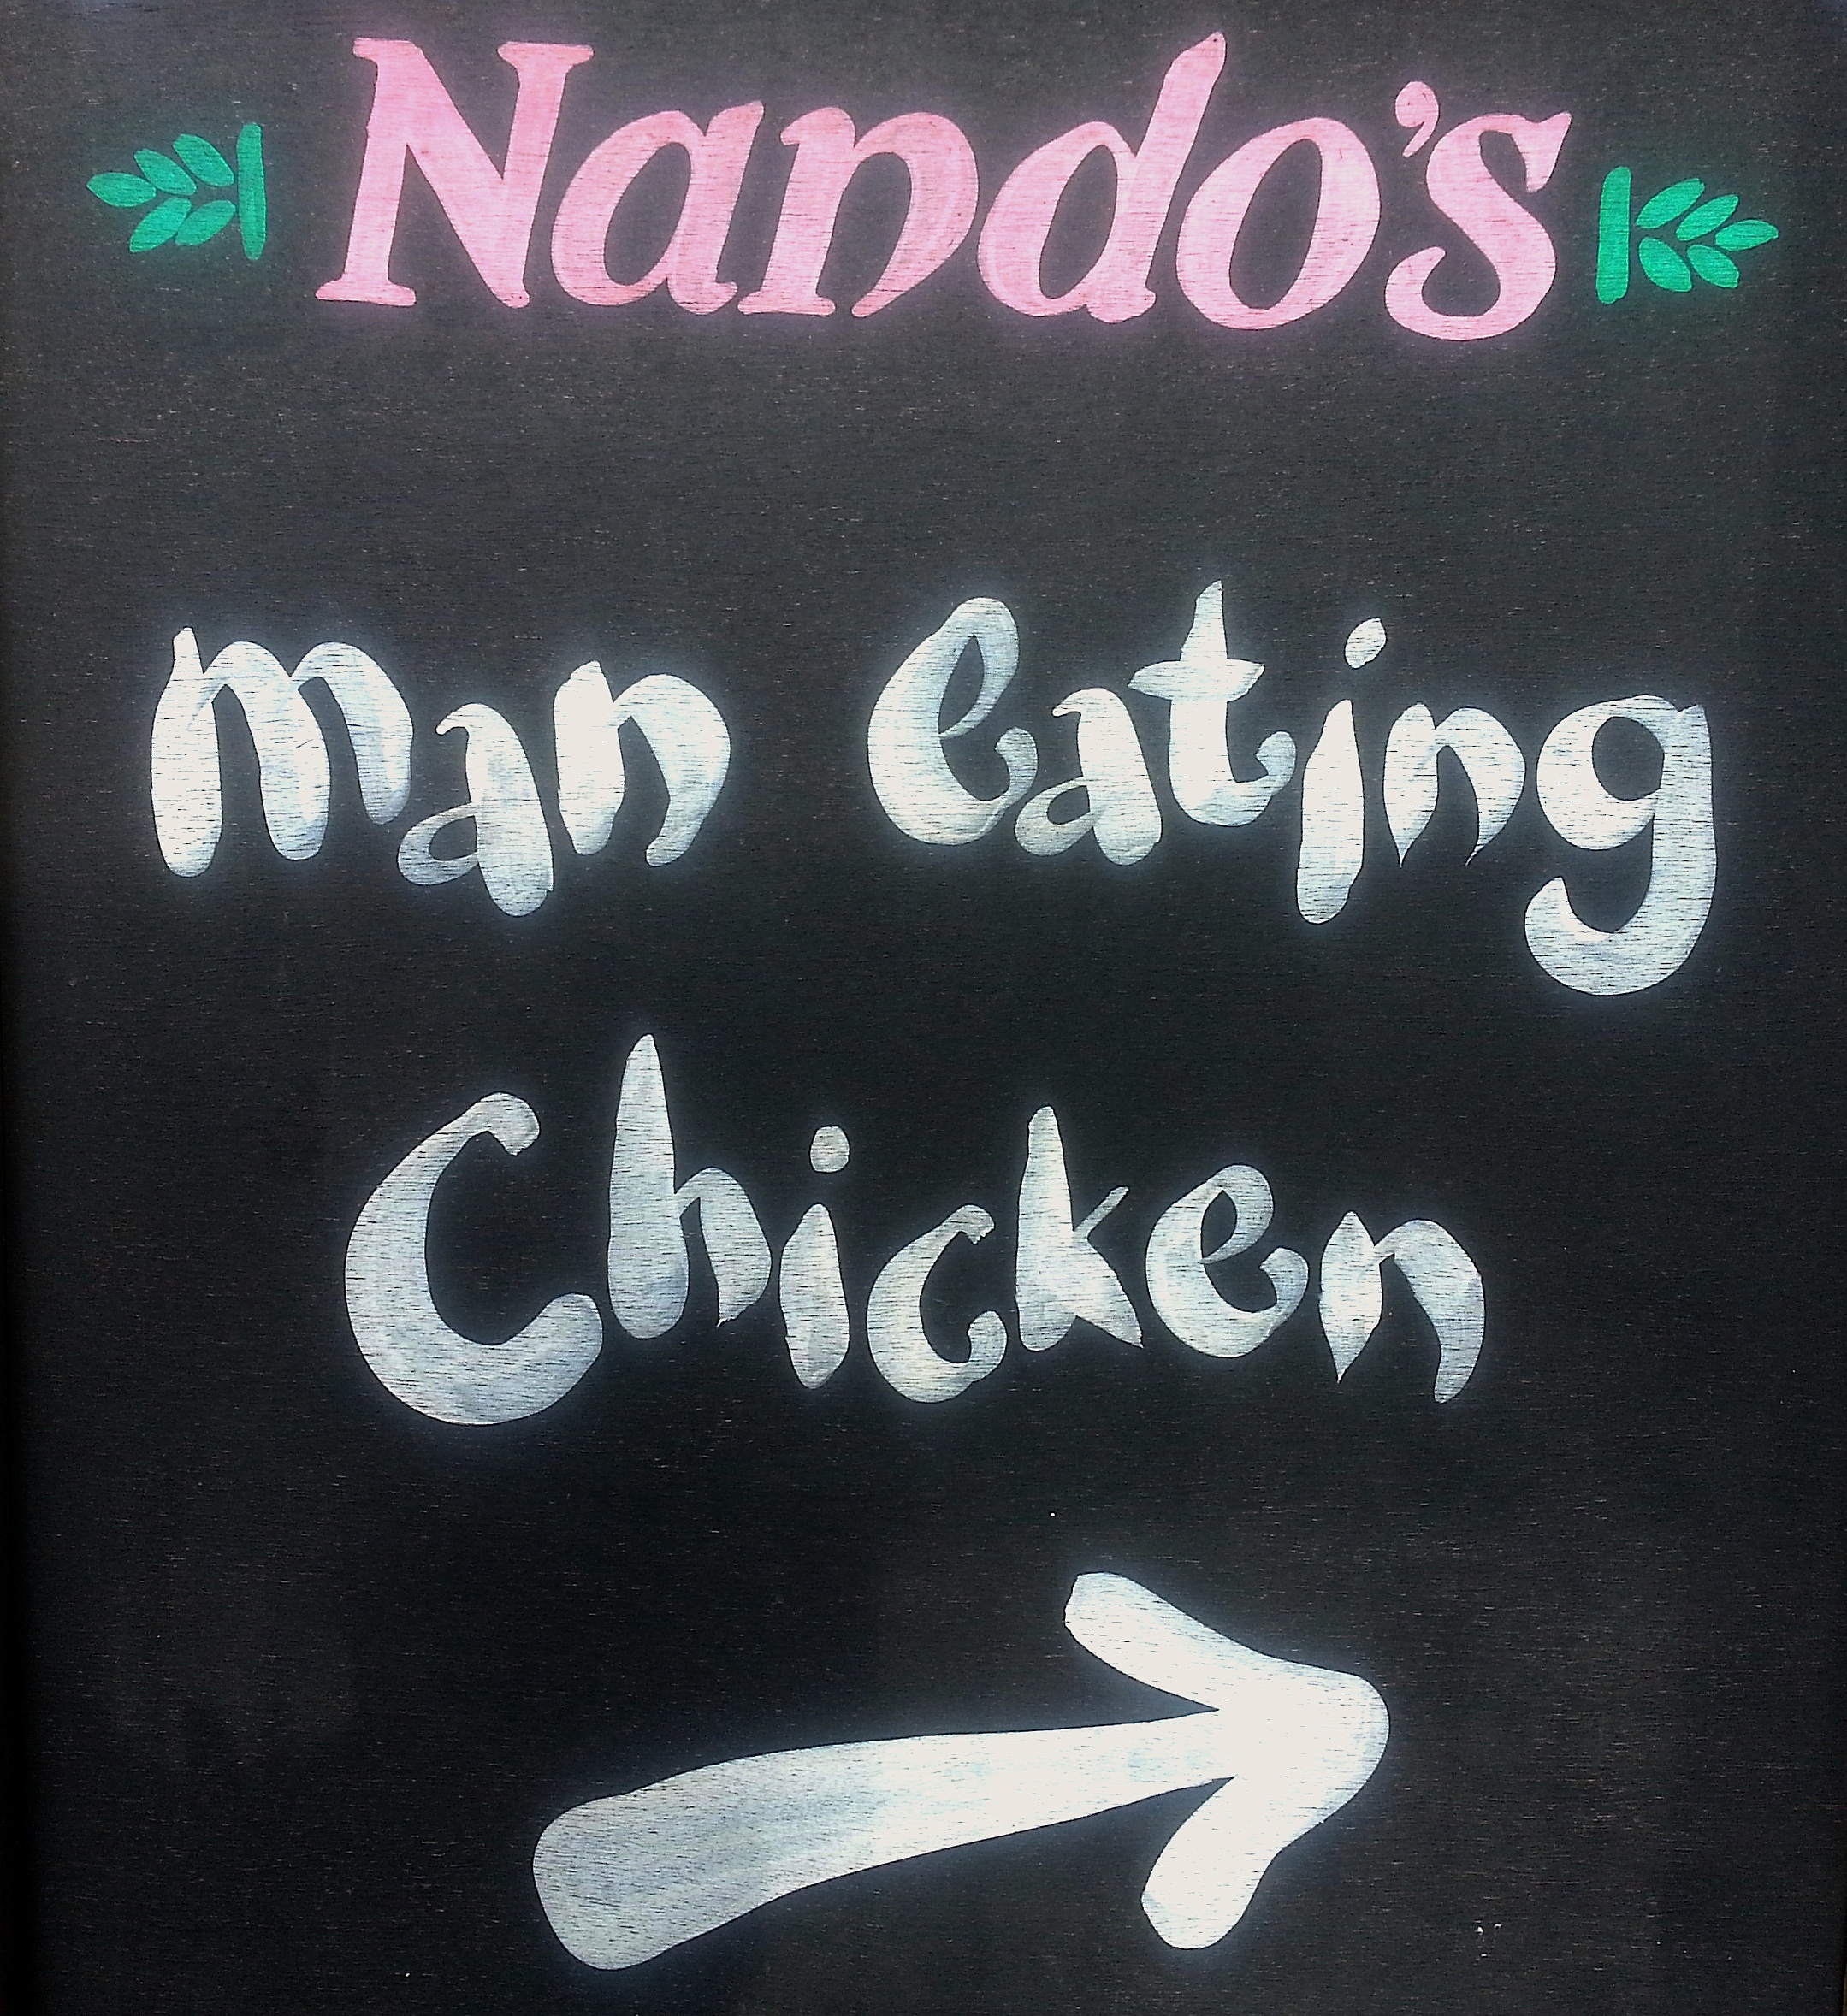 Nando's
Man Eating
Chicken